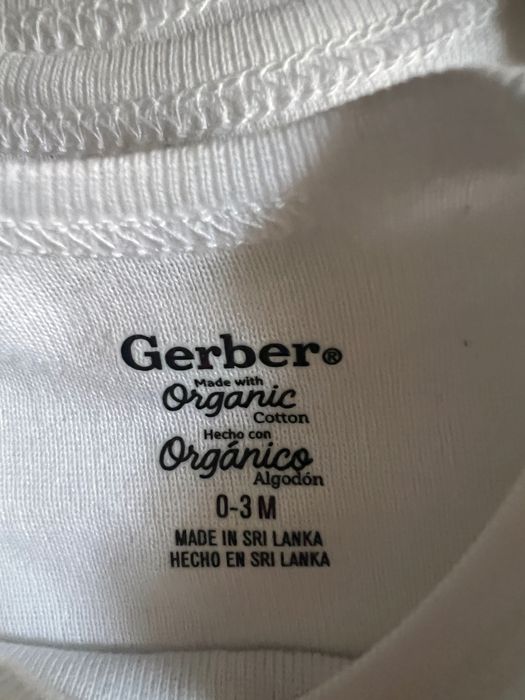 Gerber®
Made with
Organic
Cotton
Hecho con
Orgánico
Algodón
0-3 M
MADE IN SRI LANKA
HECHO EN SRI LANKA